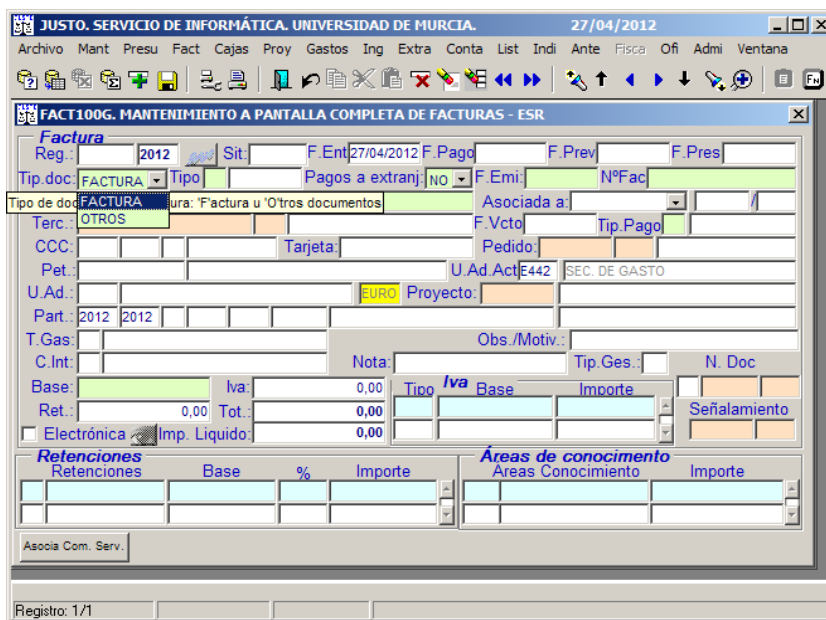 JUSTO. SERVICIO DE INFORMÁTICA. UNIVERSIDAD DE MURCIA. 27/04/2012
Archivo Mant Presu Fact Cajas Proy Gastos Ing Extra Conta List Indi Ante Fisca Ofi Admi Ventana
FACT100G. MANTENIMIENTO A PANTALLA COMPLETA DE FACTURAS - ESR
Factura
Reg.: 2012 Sit: F.Ent 27/04/2012 F.Pago F.Prev F.Pres
Tip.doc: FACTURA Tipo Pagos a extranj: NO F.Emi: NºFac
Tipo de doc FACTURA ura: 'F'actura u 'O'tros documentos Asociada a: /
OTROS
Terc.: F.Vcto Tip.Pago
CCC: Tarjeta: Pedido:
Pet.: U.Ad.Act E442 SEC. DE GASTO
U.Ad.: EURO Proyecto:
Part.: 2012 2012
T.Gas: Obs./Motiv.:
C.Int: Nota: Tip.Ges.: N. Doc
Base: Iva: 0,00 Tipo Iva Base Importe
Ret.: 0,00 Tot.: 0,00 Señalamiento
Electrónica Imp. Liquido: 0,00
Retenciones Áreas de conocimento
Retenciones Base % Importe Áreas Conocimiento Importe
Asocia Com. Serv.
Registro: 1/1